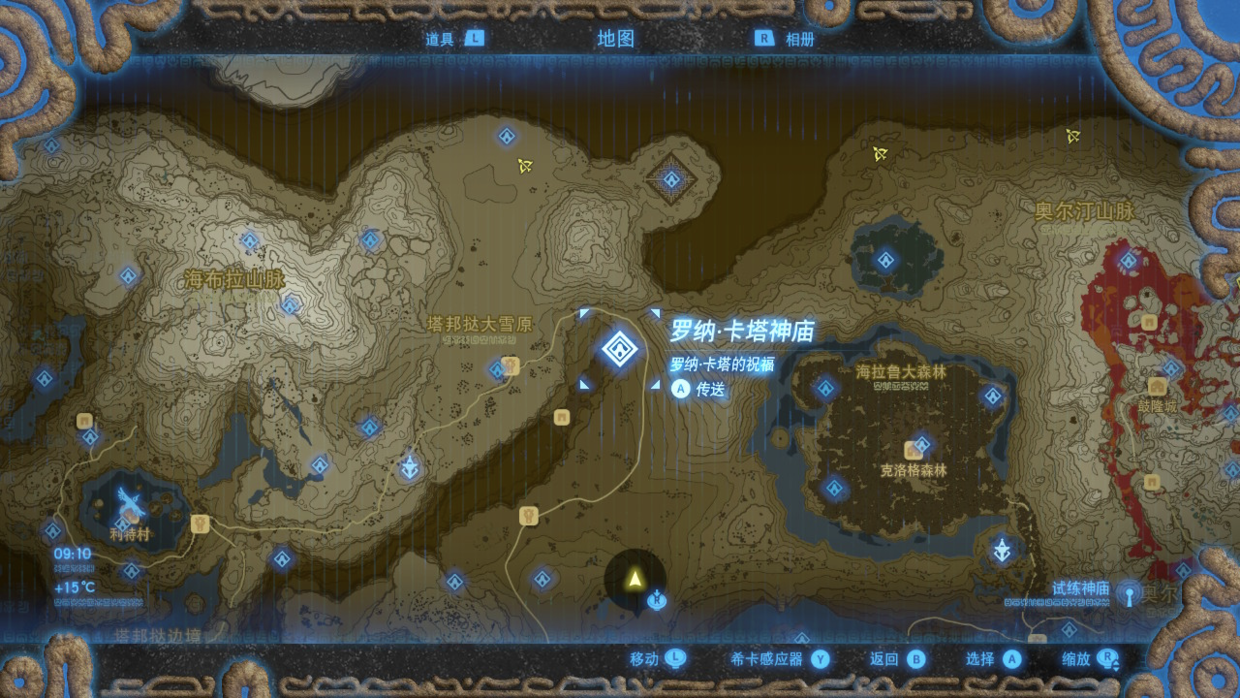 道具 L
地图
R 相册
奥尔汀山脉
海布拉山脉
塔邦挞大雪原
罗纳·卡塔神庙
罗纳·卡塔的祝福
A 传送
海拉鲁大森林
鼓隆城
克洛格森林
利特村
09:10
+15℃
试练神庙
奥尔
塔邦挞边境
移动 L
希卡感应器 Y
返回 B
选择 A
缩放 R